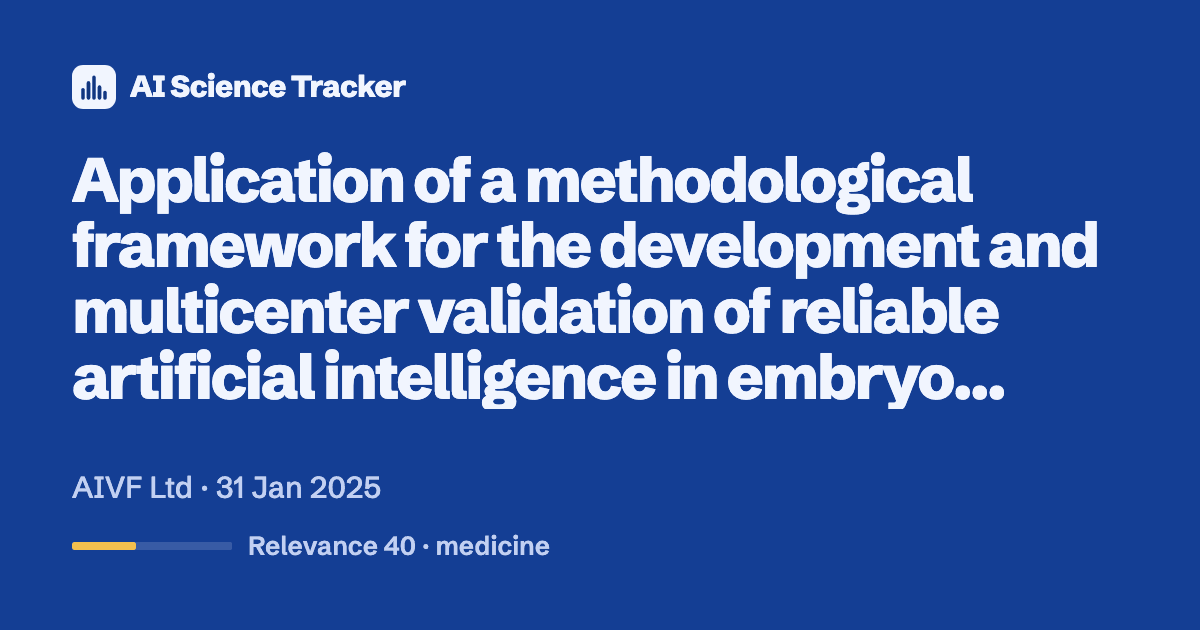 AI Science Tracker
Application of a methodological
framework for the development and
multicenter validation of reliable
artificial intelligence in embryo...
AIVF Ltd · 31 Jan 2025
Relevance 40 · medicine